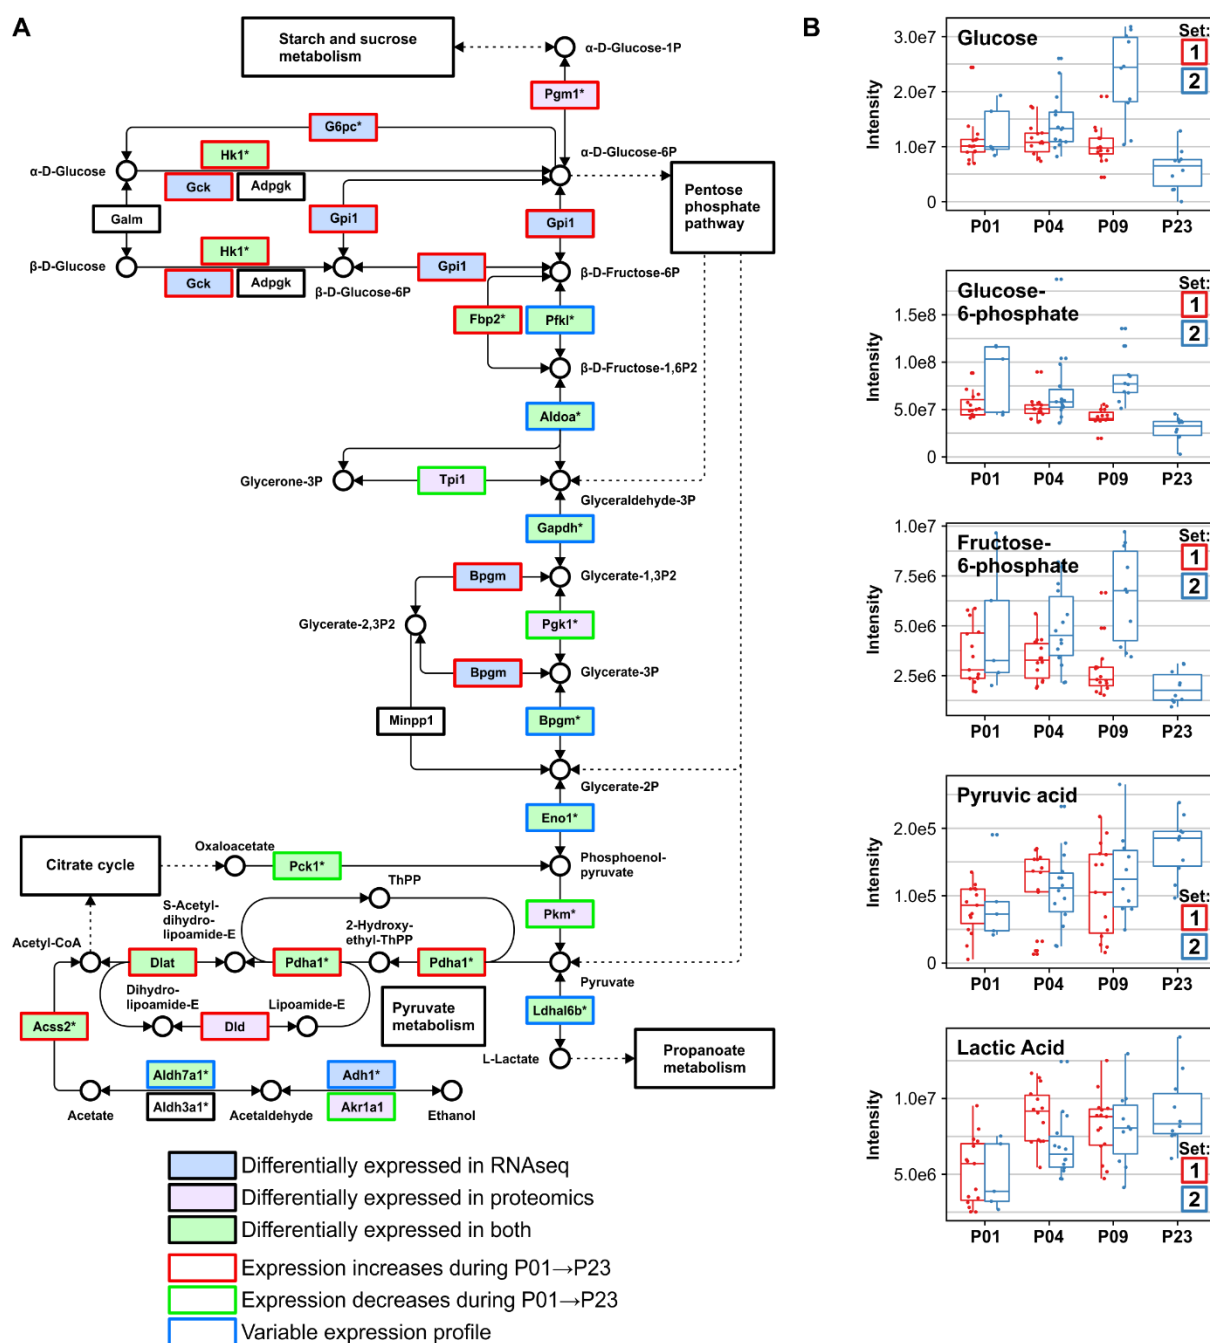 A
Starch and sucrose
metabolism
α-D-Glucose-1P
Pgm1*
G6pc*
α-D-Glucose-6P
Hk1*
α-D-Glucose
Gck
Adpgk
Pentose
phosphate
pathway
Galm
Gpi1
Gpi1
Hk1*
β-D-Glucose
Gpi1
β-D-Fructose-6P
Gck
Adpgk
β-D-Glucose-6P
Fbp2*
Pfkl*
β-D-Fructose-1,6P2
Aldoa*
Glycerone-3P
Tpi1
Glyceraldehyde-3P
Gapdh*
Bpgm
Glycerate-1,3P2
Glycerate-2,3P2
Pgk1*
Bpgm
Glycerate-3P
Minpp1
Bpgm*
Glycerate-2P
Eno1*
Citrate cycle
Oxaloacetate
Pck1*
Phosphoenol-
pyruvate
ThPP
S-Acetyl-
dihydro-
lipoamide-E
2-Hydroxy-
ethyl-ThPP
Pkm*
Acetyl-CoA
Dlat
Pdha1*
Pdha1*
Pyruvate
Dihydro-
lipoamide-E
Lipoamide-E
Pyruvate
metabolism
Acss2*
Dld
Ldhal6b*
L-Lactate
Propanoate
metabolism
Aldh7a1*
Adh1*
Aldh3a1*
Akr1a1
Acetate
Acetaldehyde
Ethanol
Differentially expressed in RNAseq
Differentially expressed in proteomics
Differentially expressed in both
Expression increases during P01→P23
Expression decreases during P01→P23
Variable expression profile
B
Glucose
Set:
1
2
Intensity
3.0e7
2.0e7
1.0e7
0
P01 P04 P09 P23
Glucose-
6-phosphate
Set:
1
2
Intensity
1.5e8
1.0e8
5.0e7
0
P01 P04 P09 P23
Fructose-
6-phosphate
Set:
1
2
Intensity
1.0e7
7.5e6
5.0e6
2.5e6
P01 P04 P09 P23
Pyruvic acid
Set:
1
2
Intensity
2.0e5
1.0e5
0
P01 P04 P09 P23
Lactic Acid
Set:
1
2
Intensity
1.0e7
5.0e6
P01 P04 P09 P23